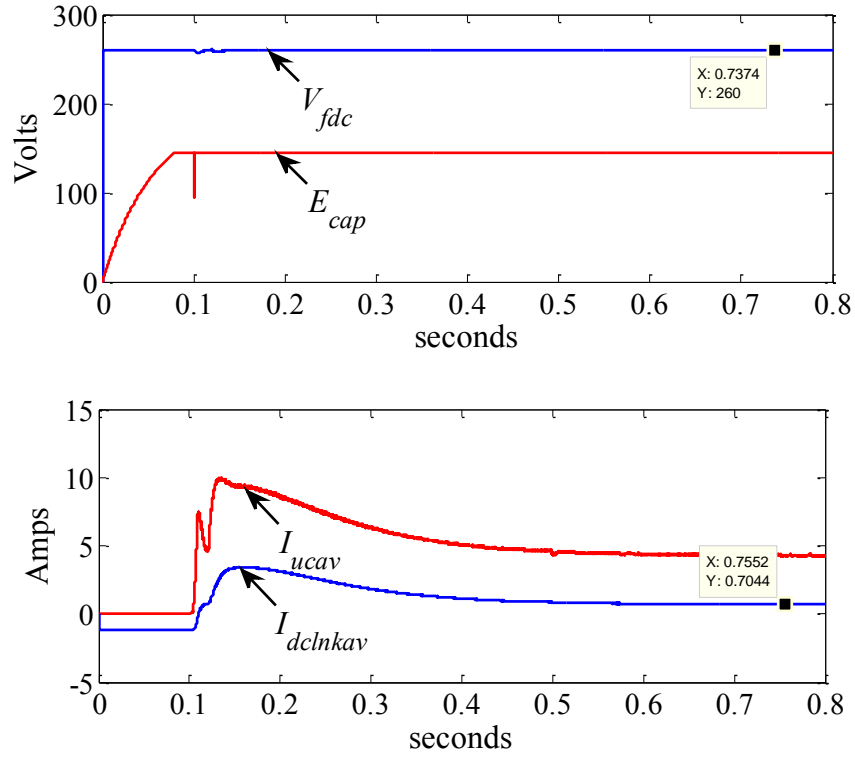 300
200
100
0
Volts
V_fdc
E_cap
X: 0.7374
Y: 260
0 0.1 0.2 0.3 0.4 0.5 0.6 0.7 0.8
seconds
15
10
5
0
-5
Amps
I_ucav
I_dclnkav
X: 0.7552
Y: 0.7044
0 0.1 0.2 0.3 0.4 0.5 0.6 0.7 0.8
seconds